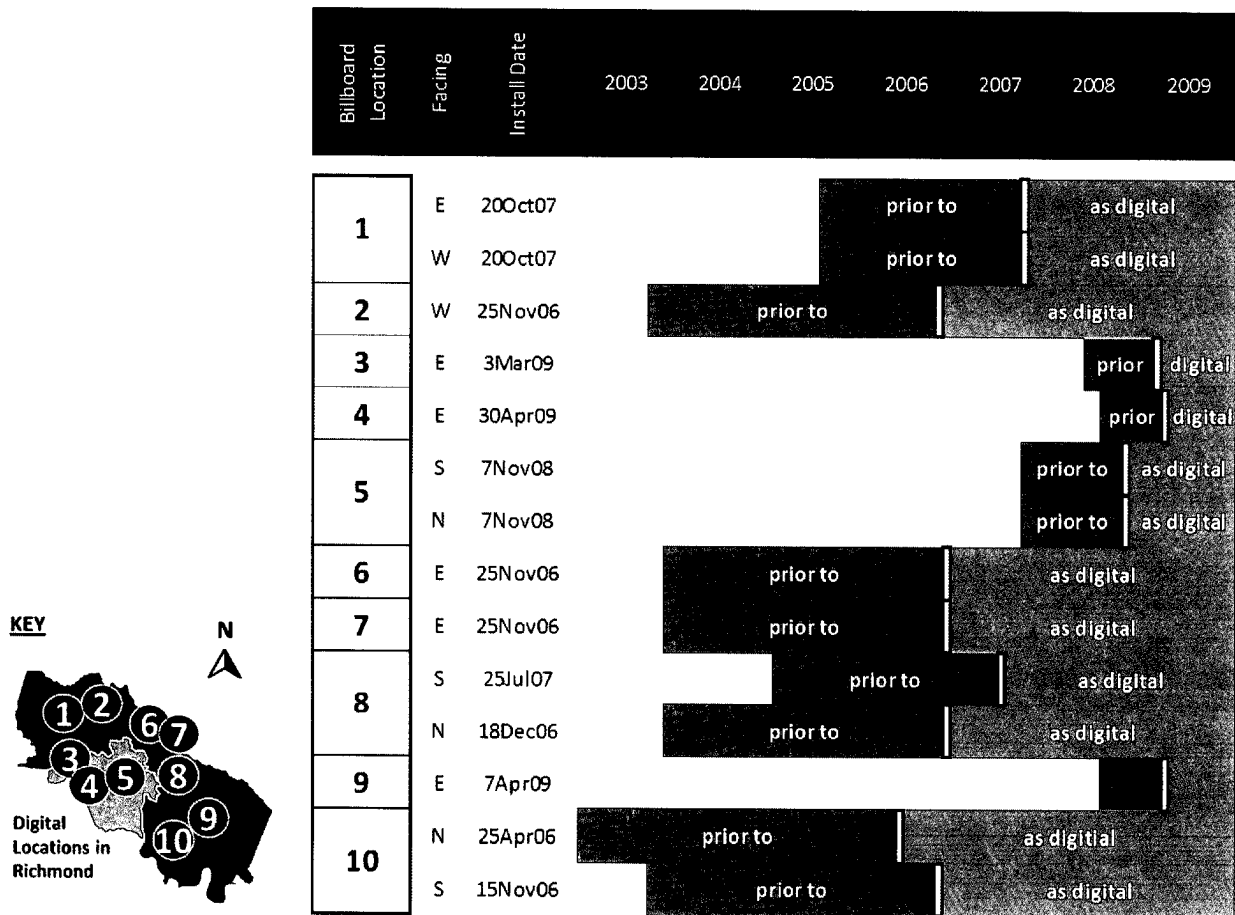 Billboard Location Facing Install Date 2003 2004 2005 2006 2007 2008 2009
1 E 20Oct07 prior to as digital
W 20Oct07 prior to as digital
2 W 25Nov06 prior to as digital
3 E 3Mar09 prior digital
4 E 30Apr09 prior digital
5 S 7Nov08 prior to as digital
N 7Nov08 prior to as digital
6 E 25Nov06 prior to as digital
7 E 25Nov06 prior to as digital
8 S 25Jul07 prior to as digital
N 18Dec06 prior to as digital
9 E 7Apr09
10 N 25Apr06 prior to as digitial
S 15Nov06 prior to as digital
KEY
N
1 2 6 7
3 4 5 8
9
10
Digital
Locations in
Richmond